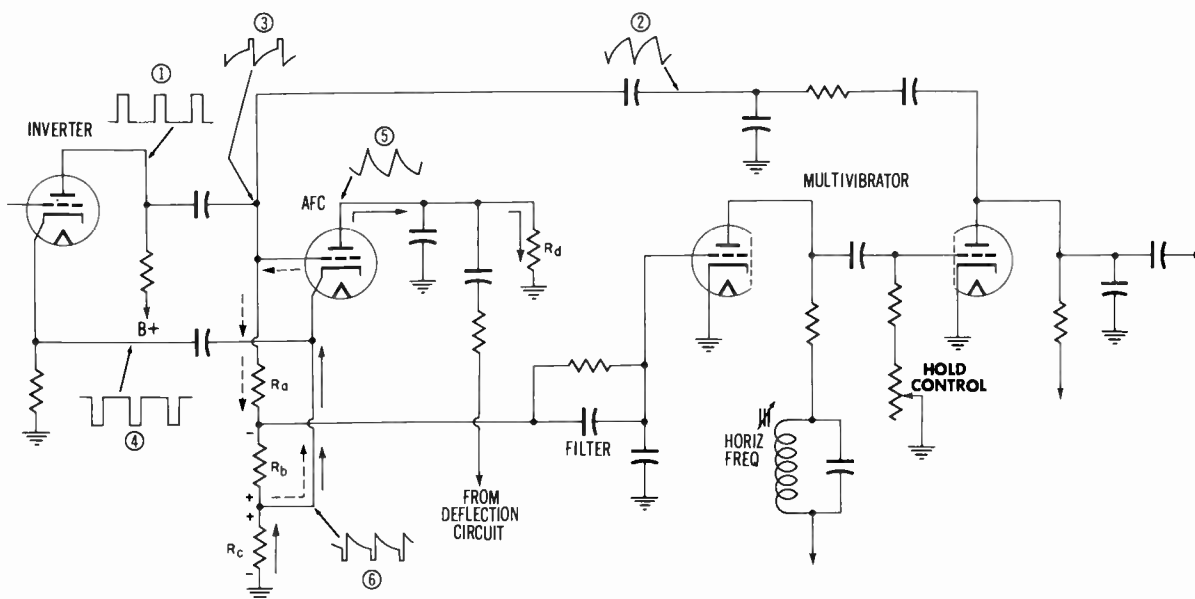 ③
②
①
INVERTER
⑤
AFC
MULTIVIBRATOR
Rd
B+
Ra
HOLD
CONTROL
④
-
FILTER
HORIZ
FREQ
Rb
+
+
FROM
DEFLECTION
CIRCUIT
Rc
-
⑥